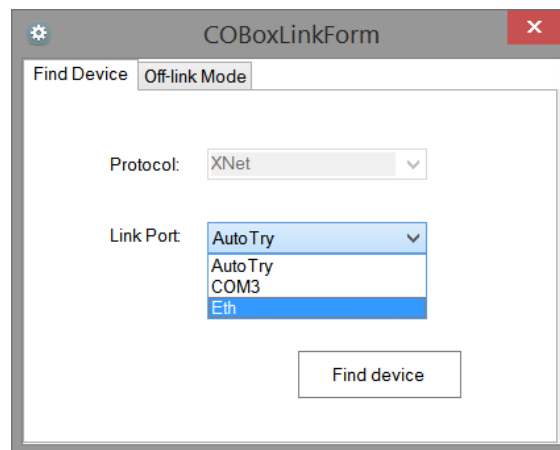 COBoxLinkForm
Find Device Off-link Mode
Protocol: XNet
Link Port: AutoTry
AutoTry
COM3
Eth
Find device